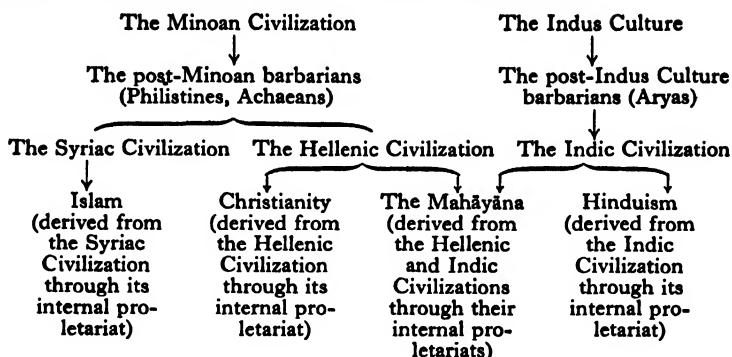 The Minoan Civilization
The Indus Culture
The post-Minoan barbarians
(Philistines, Achaeans)
The post-Indus Culture
barbarians (Aryas)
The Syriac Civilization
The Hellenic Civilization
The Indic Civilization
Islam
(derived from
the Syriac
Civilization
through its
internal pro-
letariat)
Christianity
(derived from
the Hellenic
Civilization
through its
internal pro-
letariat)
The Mahāyāna
(derived from
the Hellenic
and Indic
Civilizations
through their
internal pro-
letariats)
Hinduism
(derived from
the Indic
Civilization
through its
internal pro-
letariat)